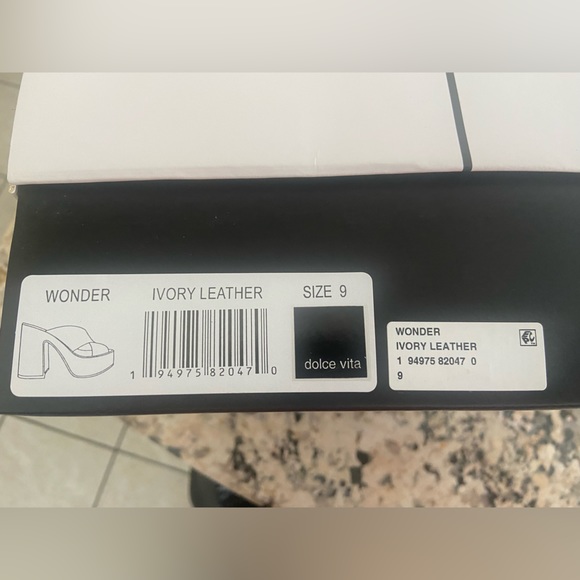 WONDER IVORY LEATHER SIZE 9
1 94975 82047 0
dolce vita
WONDER
IVORY LEATHER
1 94975 82047 0
9